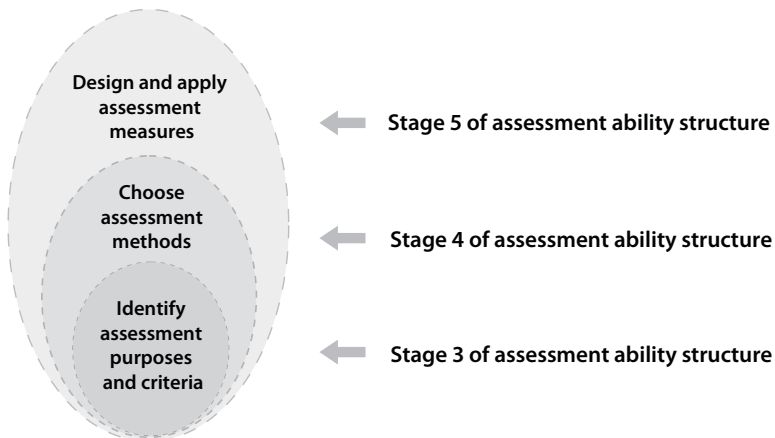 Design and apply
assessment
measures
Stage 5 of assessment ability structure
Choose
assessment
methods
Stage 4 of assessment ability structure
Identify
assessment
purposes
and criteria
Stage 3 of assessment ability structure